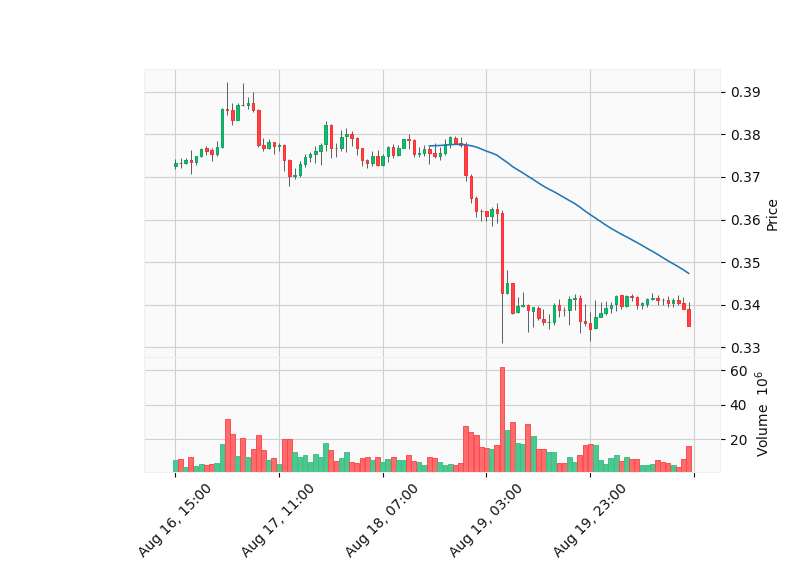 0.39
0.38
0.37
0.36
0.35
0.34
0.33
Price
60
40
20
Volume 10^6
Aug 16, 15:00
Aug 17, 11:00
Aug 18, 07:00
Aug 19, 03:00
Aug 19, 23:00